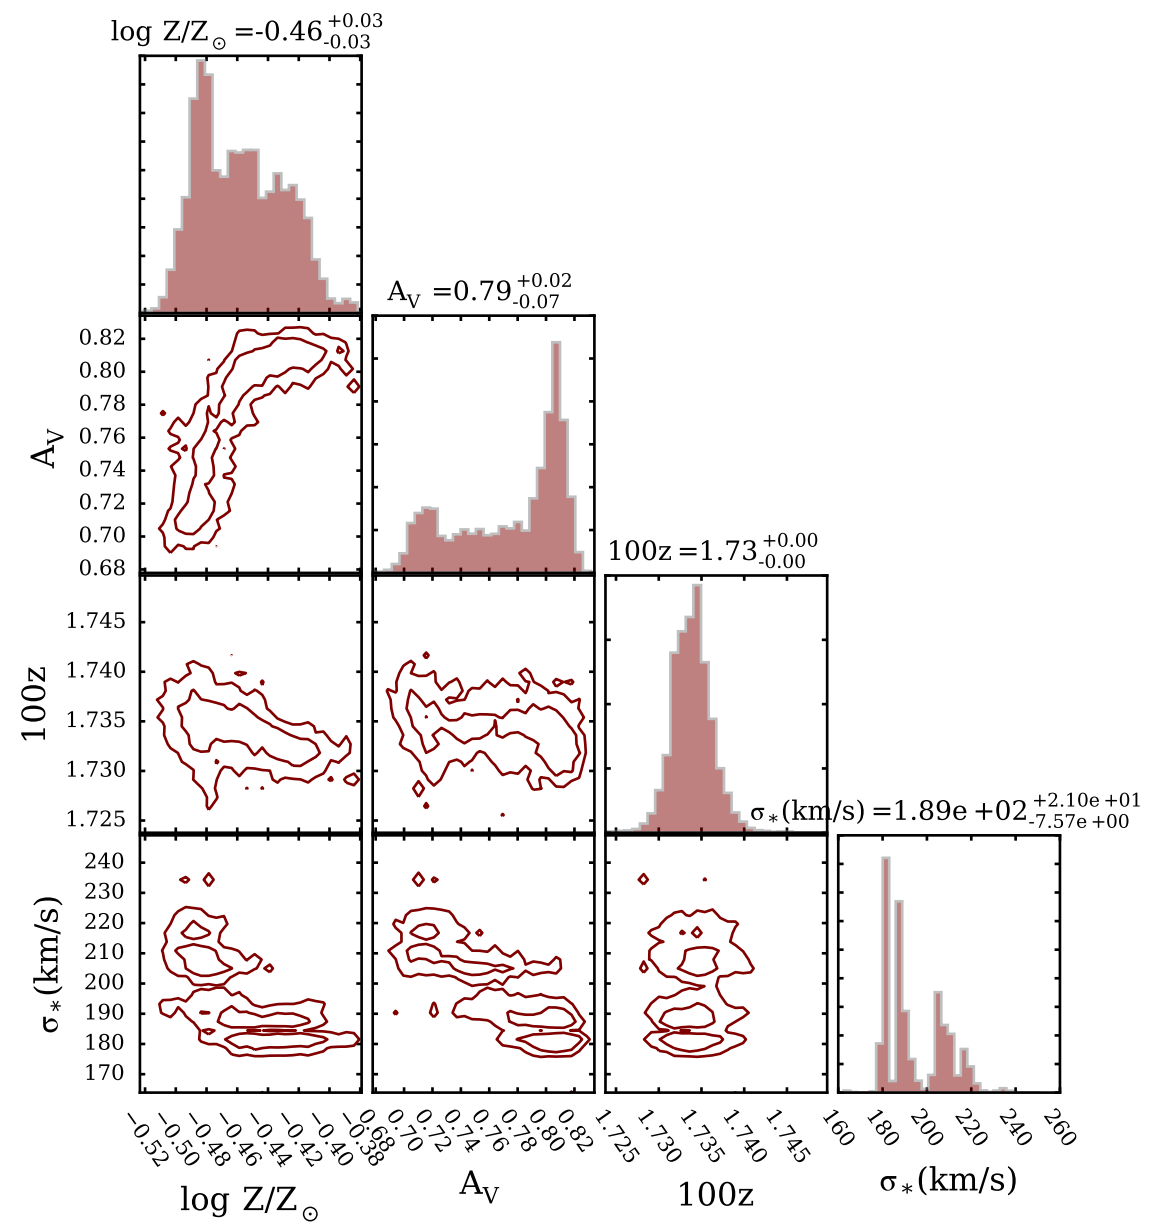 log Z/Z⊙ =-0.46 +0.03 -0.03
A_V =0.79 +0.02 -0.07
0.82
0.80
0.78
0.76
0.74
0.72
0.70
0.68
A_V
100z =1.73 +0.00 -0.00
1.745
1.740
1.735
1.730
1.725
100z
σ∗(km/s) =1.89e+02 +2.10e+01 -7.57e+00
240
230
220
210
200
190
180
170
σ∗(km/s)
−0.52 −0.50 −0.48 −0.46 −0.44 −0.42 −0.40 −0.38
0.68 0.70 0.72 0.74 0.76 0.78 0.80 0.82
1.725 1.730 1.735 1.740 1.745
160 180 200 220 240 260
log Z/Z⊙
A_V
100z
σ∗(km/s)